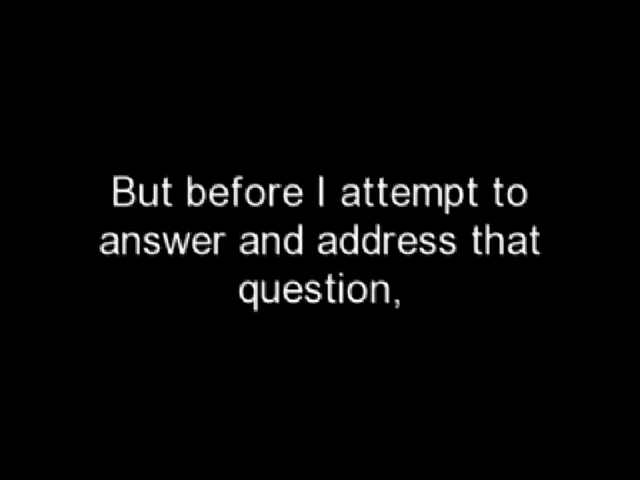 But before I attempt to
answer and address that
question,